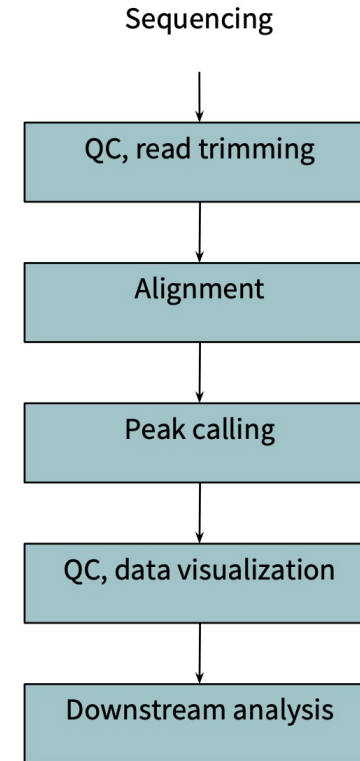 Sequencing
QC, read trimming
Alignment
Peak calling
QC, data visualization
Downstream analysis